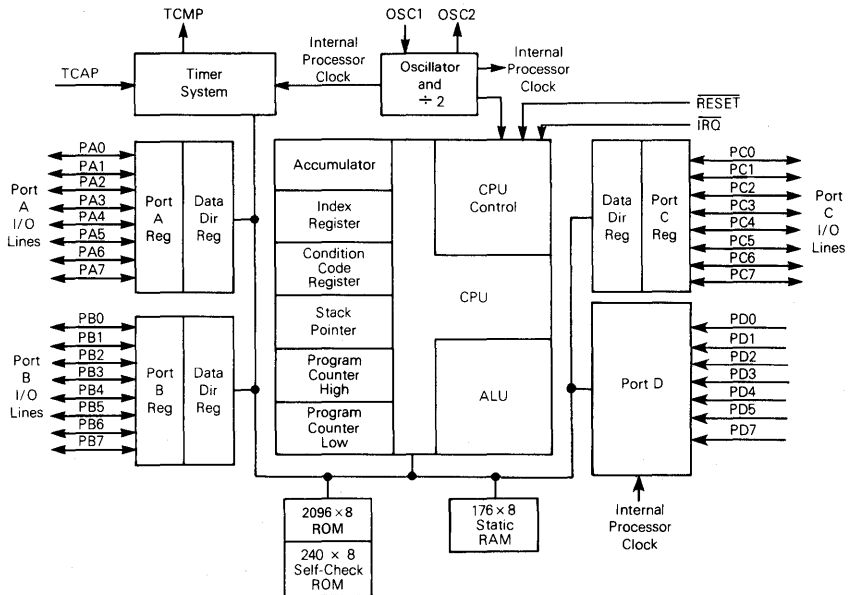 TCMP
OSC1
OSC2
TCAP
Timer
System
Internal
Processor
Clock
Oscillator
and
÷ 2
Internal
Processor
Clock
RESET
IRQ
Port
A
I/O
Lines
PA0
PA1
PA2
PA3
PA4
PA5
PA6
PA7
Port
A
Reg
Data
Dir
Reg
Accumulator
Index
Register
Condition
Code
Register
Stack
Pointer
Program
Counter
High
Program
Counter
Low
CPU
Control
CPU
ALU
Data
Dir
Reg
Port
C
Reg
PC0
PC1
PC2
PC3
PC4
PC5
PC6
PC7
Port
C
I/O
Lines
Port
B
I/O
Lines
PB0
PB1
PB2
PB3
PB4
PB5
PB6
PB7
Port
B
Reg
Data
Dir
Reg
Port D
PD0
PD1
PD2
PD3
PD4
PD5
PD7
Internal
Processor
Clock
2096 × 8
ROM
240 × 8
Self-Check
ROM
176 × 8
Static
RAM